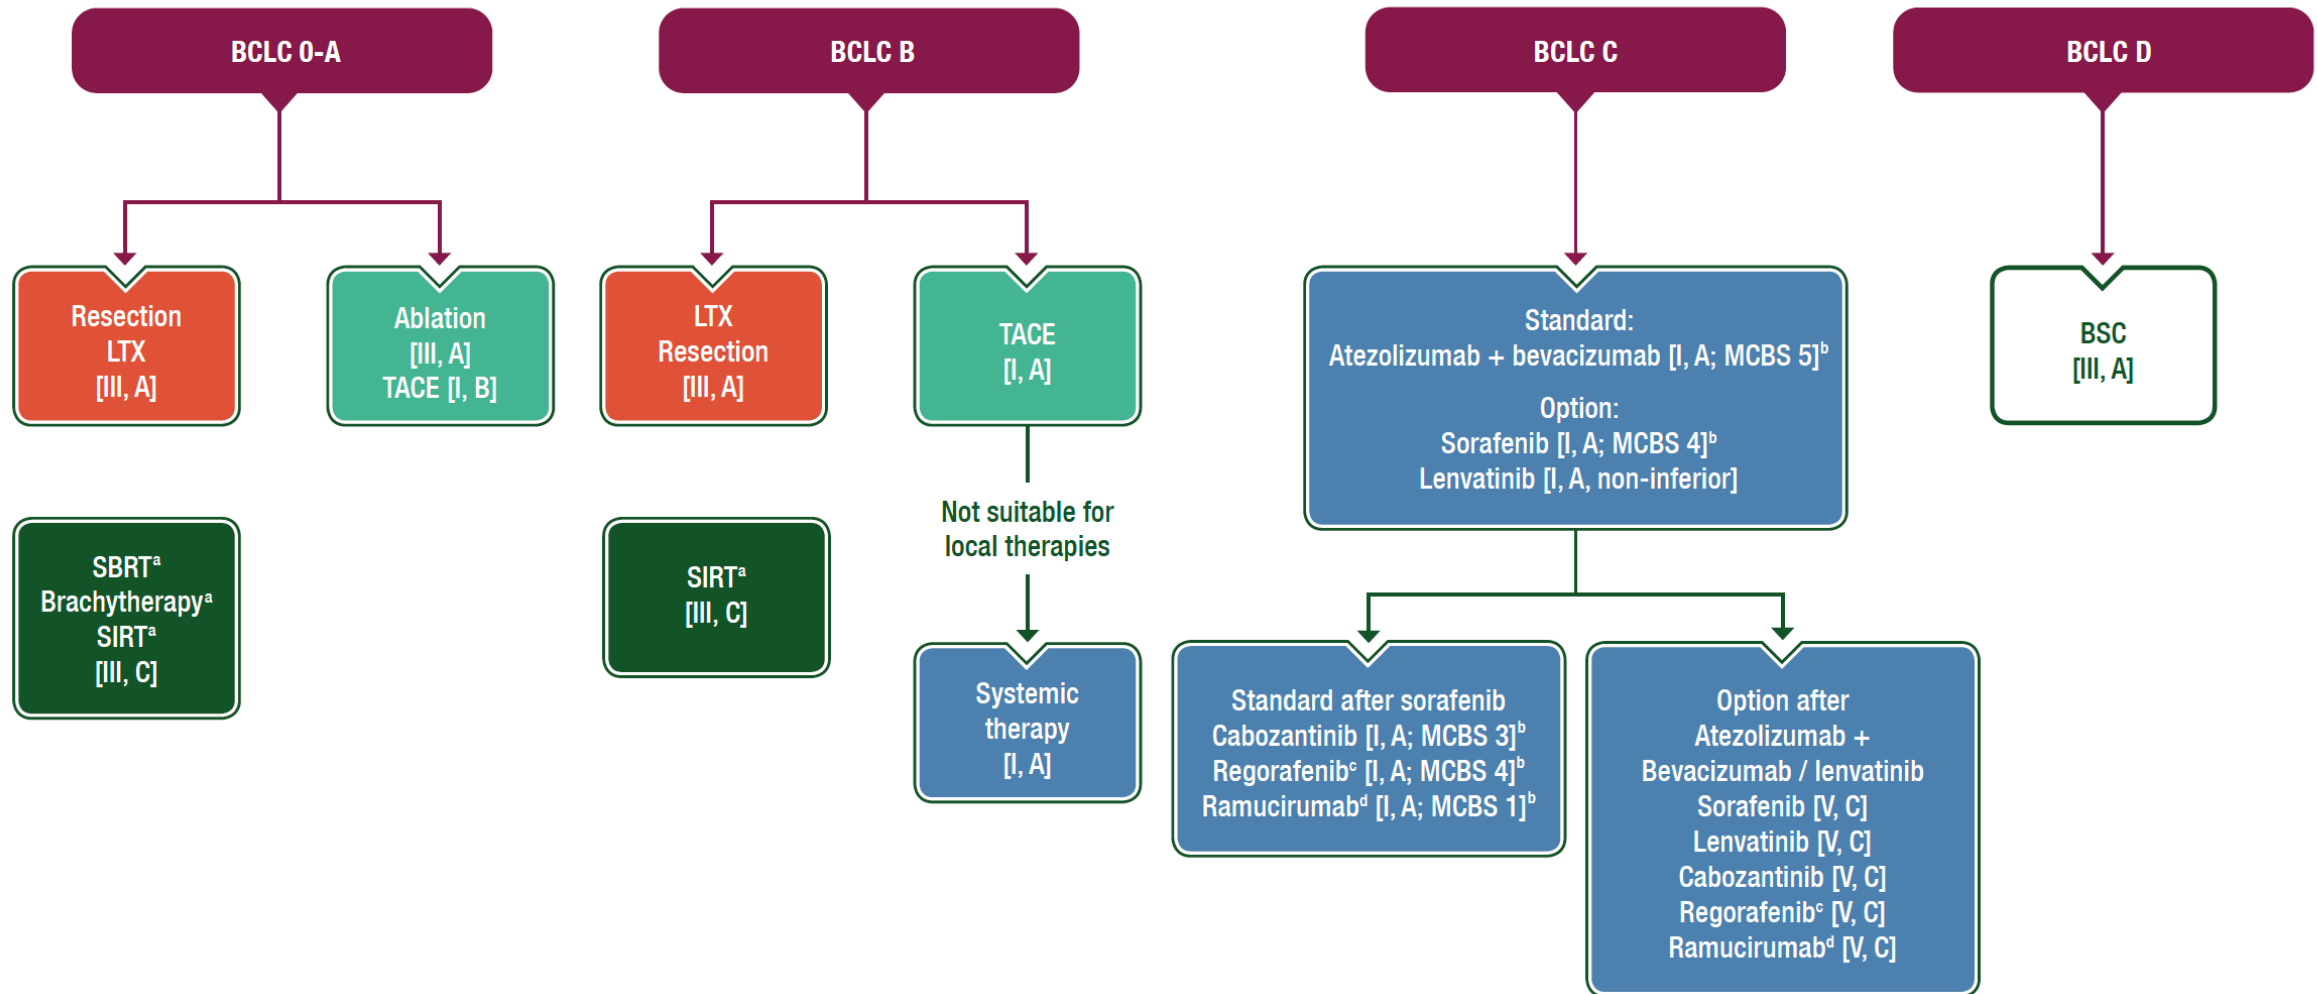 BCLC 0-A
BCLC B
BCLC C
BCLC D
Resection
LTX
[III, A]
Ablation
[III, A]
TACE [I, B]
LTX
Resection
[III, A]
TACE
[I, A]
Standard:
Atezolizumab + bevacizumab [I, A; MCBS 5]ᵇ
Option:
Sorafenib [I, A; MCBS 4]ᵇ
Lenvatinib [I, A, non-inferior]
BSC
[III, A]
SBRTᵃ
Brachytherapyᵃ
SIRTᵃ
[III, C]
SIRTᵃ
[III, C]
Not suitable for
local therapies
Systemic
therapy
[I, A]
Standard after sorafenib
Cabozantinib [I, A; MCBS 3]ᵇ
Regorafenibᶜ [I, A; MCBS 4]ᵇ
Ramucirumabᵈ [I, A; MCBS 1]ᵇ
Option after
Atezolizumab +
Bevacizumab / lenvatinib
Sorafenib [V, C]
Lenvatinib [V, C]
Cabozantinib [V, C]
Regorafenibᶜ [V, C]
Ramucirumabᵈ [V, C]